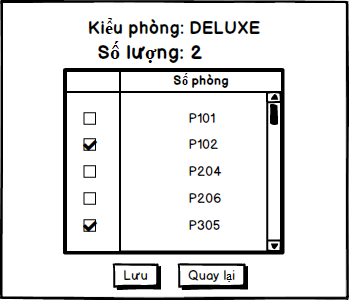 Kiểu phòng: DELUXE
Số lượng: 2
Số phòng
P101
P102
P204
P206
P305
Lưu Quay lại